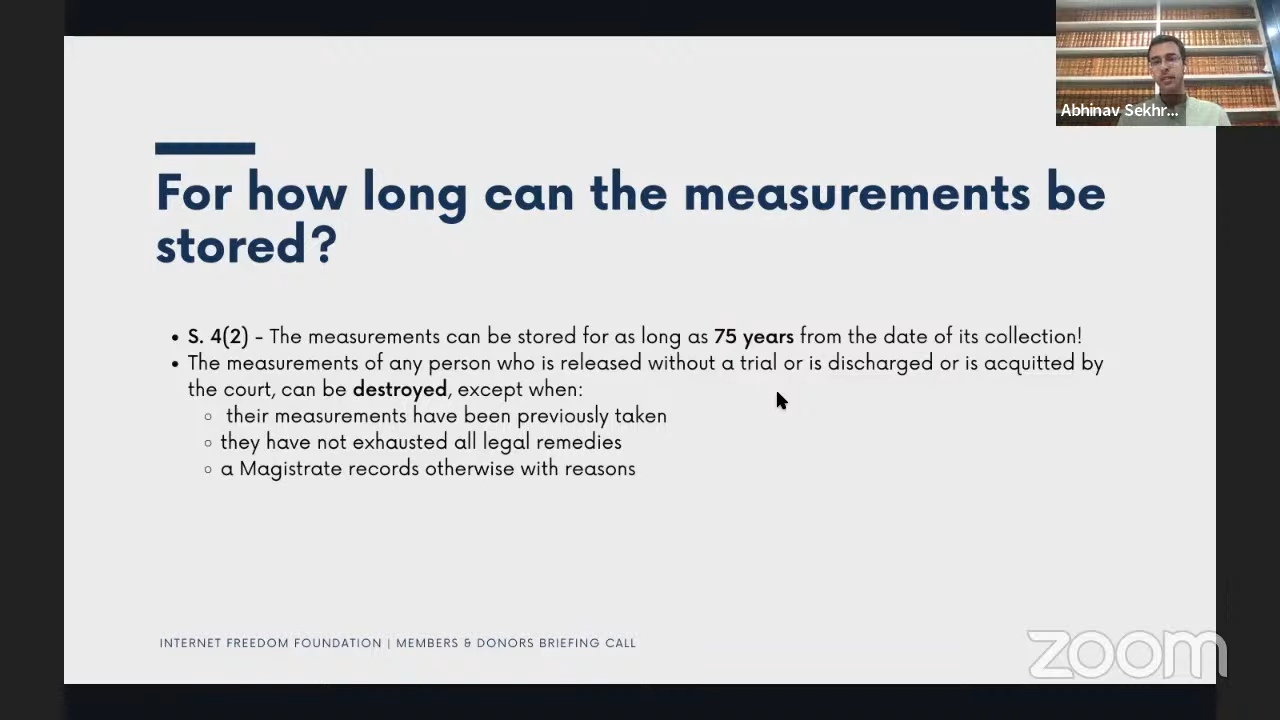 Abhinav Sekhr...
For how long can the measurements be
stored?
• S. 4(2) - The measurements can be stored for as long as 75 years from the date of its collection!
• The measurements of any person who is released without a trial or is discharged or is acquitted by
the court, can be destroyed, except when:
◦ their measurements have been previously taken
◦ they have not exhausted all legal remedies
◦ a Magistrate records otherwise with reasons
INTERNET FREEDOM FOUNDATION | MEMBERS & DONORS BRIEFING CALL
zoom